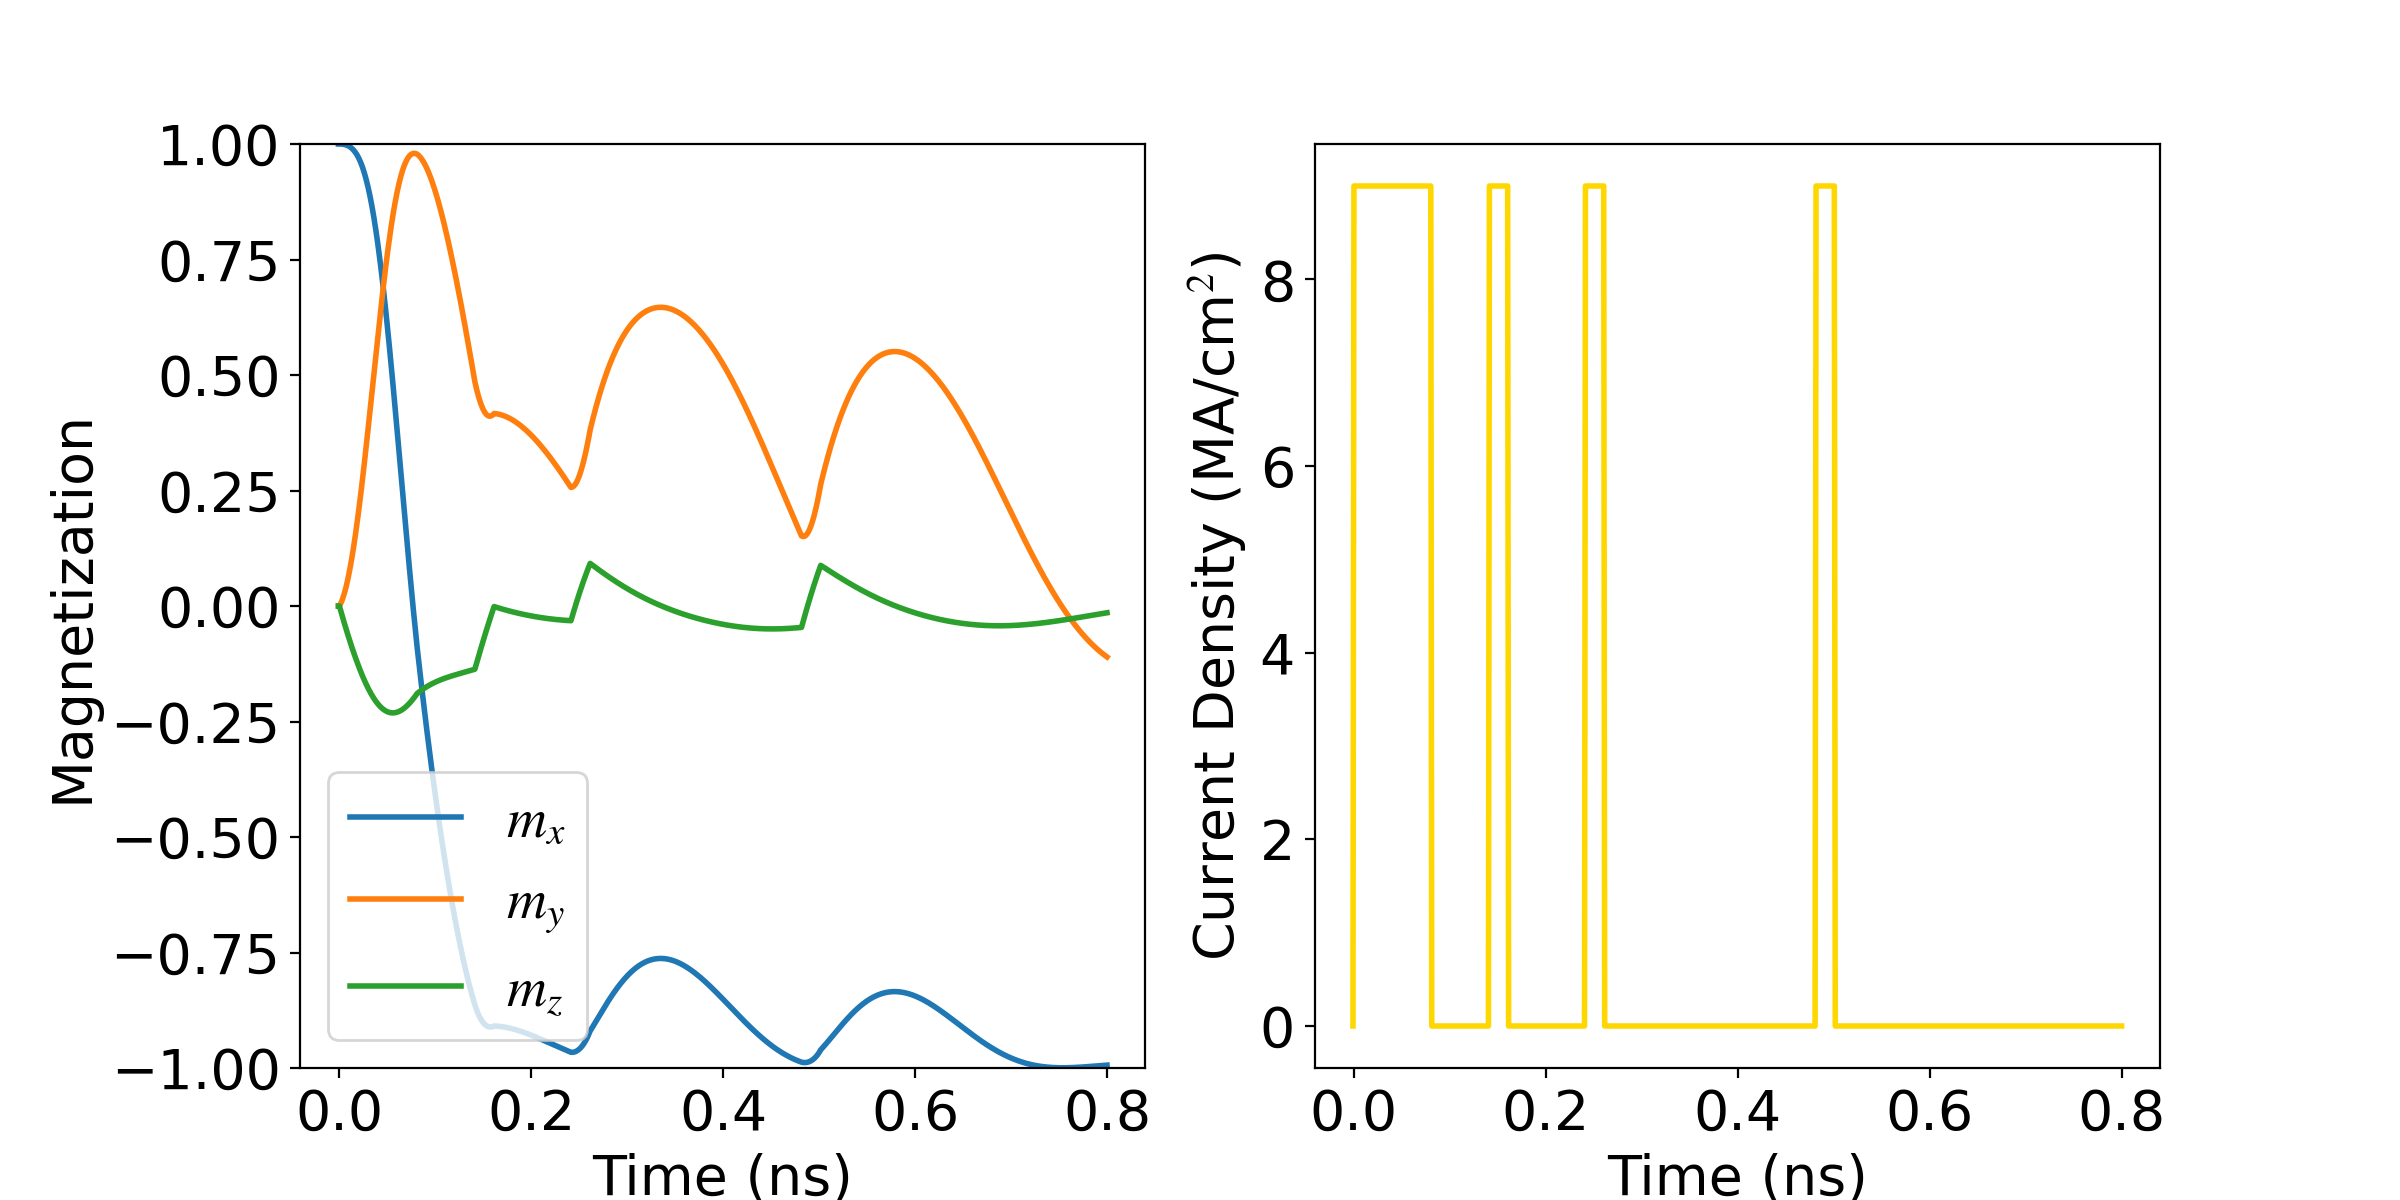 1.00
0.75
0.50
0.25
0.00
−0.25
−0.50
−0.75
−1.00
Magnetization
0.0 0.2 0.4 0.6 0.8
Time (ns)
m_x
m_y
m_z
8
6
4
2
0
Current Density (MA/cm²)
0.0 0.2 0.4 0.6 0.8
Time (ns)